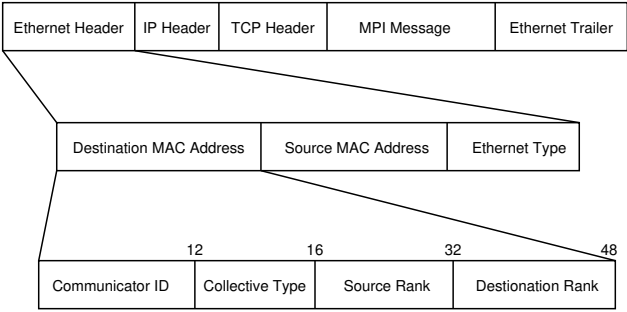 Ethernet Header IP Header TCP Header MPI Message Ethernet Trailer
Destination MAC Address Source MAC Address Ethernet Type
12 16 32 48
Communicator ID Collective Type Source Rank Destionation Rank